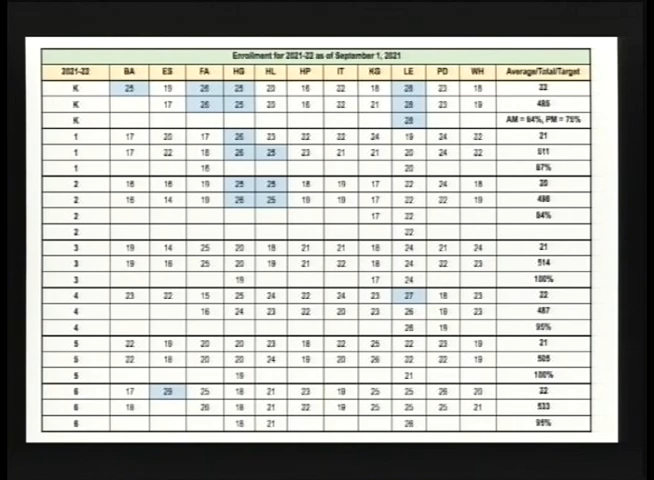 Enrollment for 2021-22 as of September 1, 2021
2021-22 BA ES FA HG HL HP IT KG LE PD WH Average/Total/Target
K 25 19 26 25 20 16 22 18 28 23 18 22
K 17 26 25 20 16 22 21 28 23 19 485
K 28 AM = 84%, PM = 75%
1 17 20 17 26 23 22 22 24 19 24 22 21
1 17 22 18 26 25 23 21 21 20 24 22 511
1 16 20 87%
2 16 16 19 25 25 18 19 17 22 24 18 20
2 16 14 19 26 25 19 19 17 22 22 19 496
2 17 22 84%
2 22
3 19 14 25 20 18 21 21 18 24 21 24 21
3 19 16 25 20 19 21 22 18 24 22 23 514
3 19 17 24 100%
4 23 22 15 25 24 22 24 23 27 18 23 22
4 16 24 23 22 20 23 26 19 23 487
4 26 19 95%
5 22 19 20 20 23 18 22 25 22 23 19 21
5 22 18 20 20 24 19 20 26 22 22 19 505
5 19 21 100%
6 17 29 25 18 21 23 19 25 25 26 20 22
6 18 26 18 21 22 19 25 25 25 21 533
6 18 21 26 95%